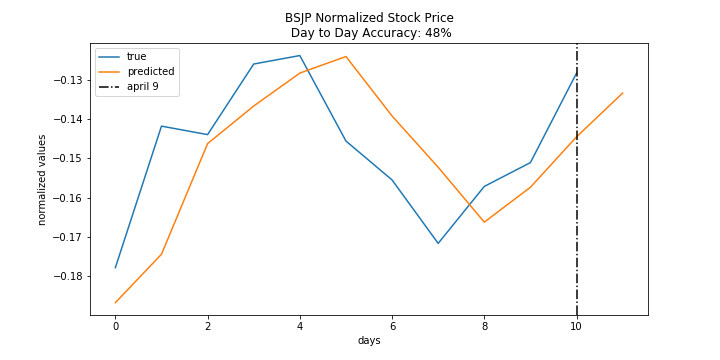 BSJP Normalized Stock Price
Day to Day Accuracy: 48%
true
predicted
april 9
−0.13
−0.14
−0.15
−0.16
−0.17
−0.18
normalized values
0 2 4 6 8 10
days